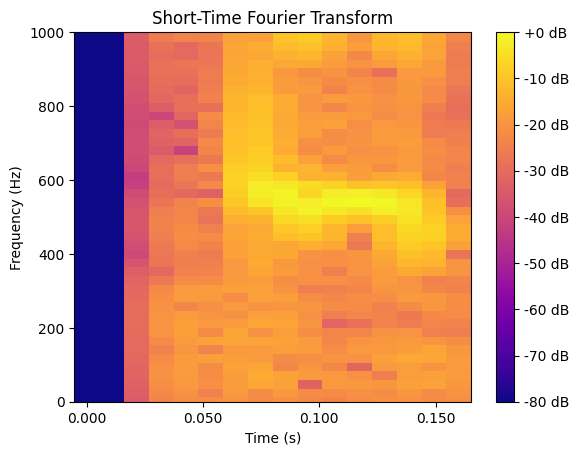 Short-Time Fourier Transform
1000
800
600
400
200
0
Frequency (Hz)
0.000
0.050
0.100
0.150
Time (s)
+0 dB
-10 dB
-20 dB
-30 dB
-40 dB
-50 dB
-60 dB
-70 dB
-80 dB